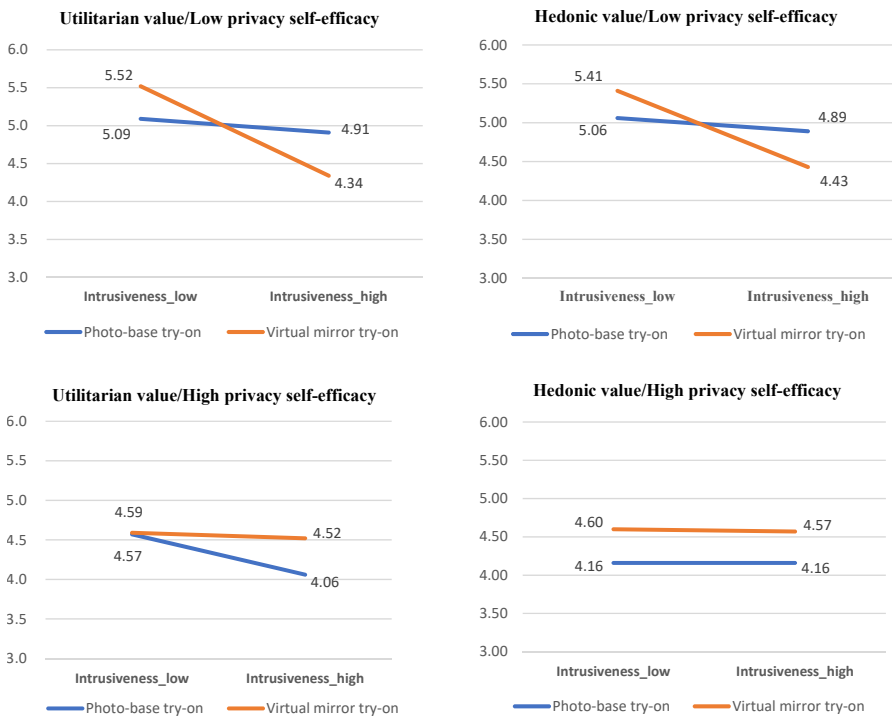 Utilitarian value/Low privacy self-efficacy
6.0
5.5
5.0
4.5
4.0
3.5
3.0
5.52
5.09
4.91
4.34
Intrusiveness_low
Intrusiveness_high
Photo-base try-on
Virtual mirror try-on
Hedonic value/Low privacy self-efficacy
6.00
5.50
5.00
4.50
4.00
3.50
3.00
5.41
5.06
4.89
4.43
Intrusiveness_low
Intrusiveness_high
Photo-base try-on
Virtual mirror try-on
Utilitarian value/High privacy self-efficacy
6.0
5.5
5.0
4.5
4.0
3.5
3.0
4.59
4.57
4.52
4.06
Intrusiveness_low
Intrusiveness_high
Photo-base try-on
Virtual mirror try-on
Hedonic value/High privacy self-efficacy
6.00
5.50
5.00
4.50
4.00
3.50
3.00
4.60
4.57
4.16
4.16
Intrusiveness_low
Intrusiveness_high
Photo-base try-on
Virtual mirror try-on